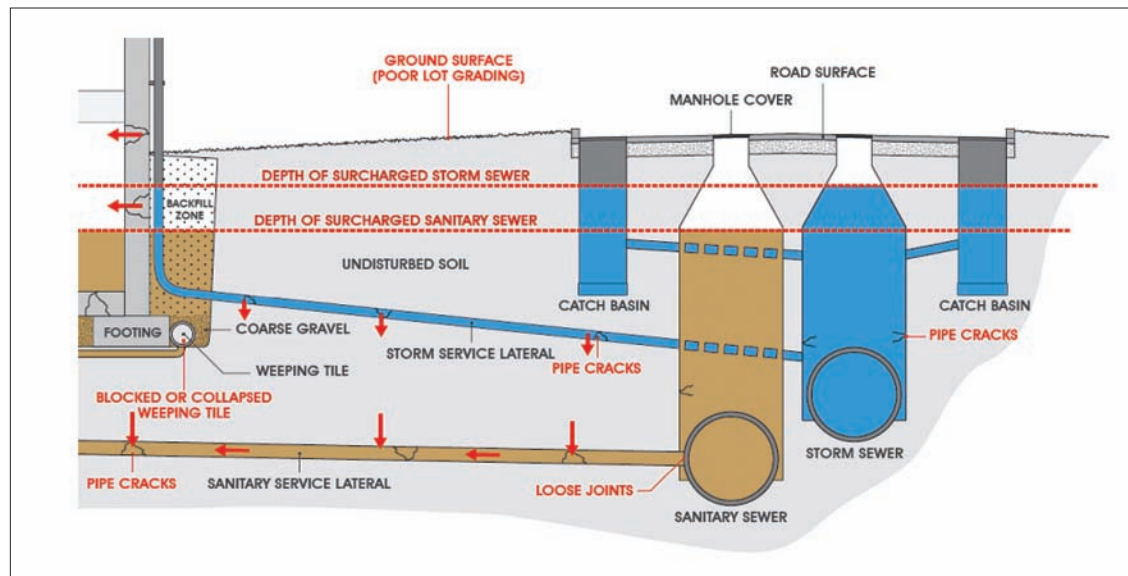 GROUND SURFACE
(POOR LOT GRADING)
ROAD SURFACE
MANHOLE COVER
DEPTH OF SURCHARGED STORM SEWER
BACKFILL
ZONE
DEPTH OF SURCHARGED SANITARY SEWER
UNDISTURBED SOIL
CATCH BASIN
CATCH BASIN
FOOTING
COARSE GRAVEL
STORM SERVICE LATERAL
PIPE CRACKS
PIPE CRACKS
WEEPING TILE
BLOCKED OR COLLAPSED
WEEPING TILE
STORM SEWER
PIPE CRACKS
SANITARY SERVICE LATERAL
LOOSE JOINTS
SANITARY SEWER